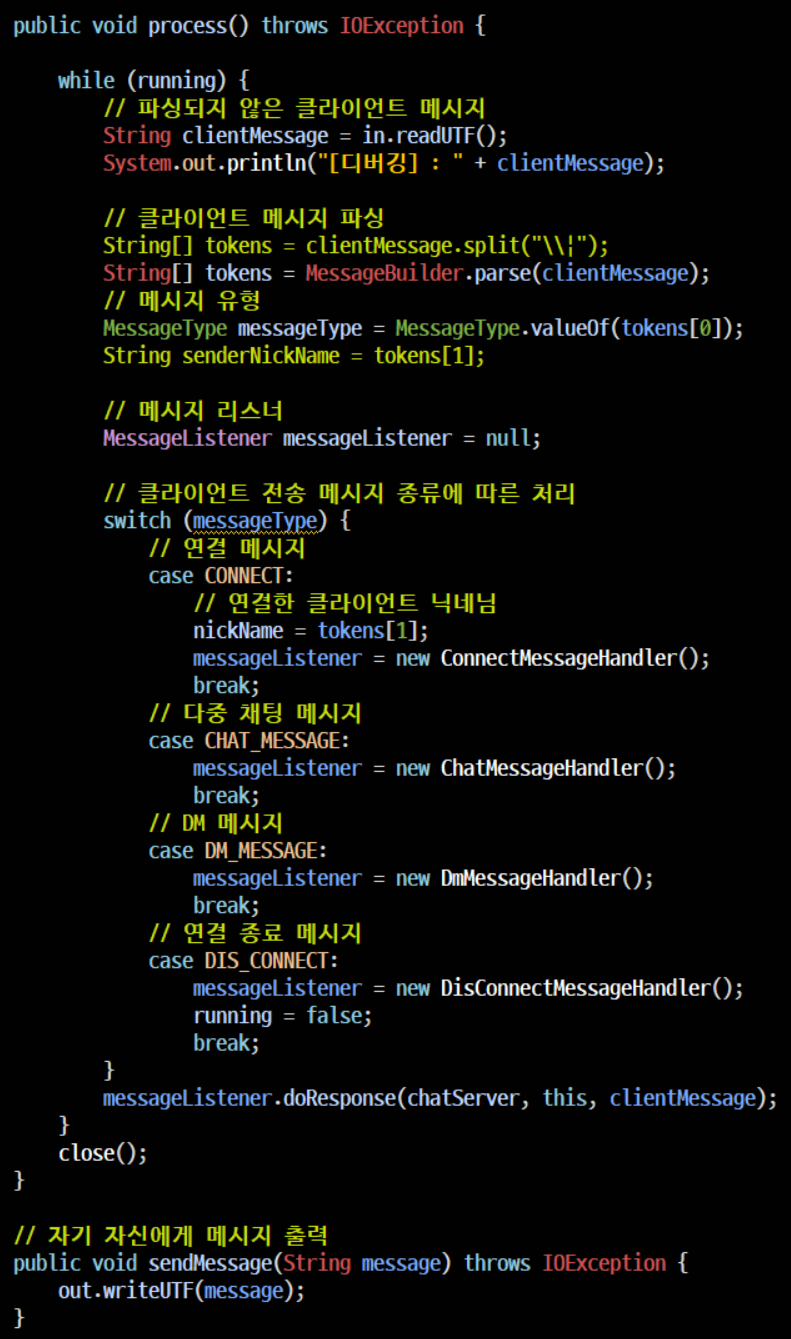 public void process() throws IOException {
while (running) {
// 파싱되지 않은 클라이언트 메시지
String clientMessage = in.readUTF();
System.out.println("[디버깅] : " + clientMessage);
// 클라이언트 메시지 파싱
String[] tokens = clientMessage.split("\\|");
String[] tokens = MessageBuilder.parse(clientMessage);
// 메시지 유형
MessageType messageType = MessageType.valueOf(tokens[0]);
String senderNickName = tokens[1];
// 메시지 리스너
MessageListener messageListener = null;
// 클라이언트 전송 메시지 종류에 따른 처리
switch (messageType) {
// 연결 메시지
case CONNECT:
// 연결한 클라이언트 닉네님
nickName = tokens[1];
messageListener = new ConnectMessageHandler();
break;
// 다중 채팅 메시지
case CHAT_MESSAGE:
messageListener = new ChatMessageHandler();
break;
// DM 메시지
case DM_MESSAGE:
messageListener = new DmMessageHandler();
break;
// 연결 종료 메시지
case DIS_CONNECT:
messageListener = new DisConnectMessageHandler();
running = false;
break;
}
messageListener.doResponse(chatServer, this, clientMessage);
}
close();
}
// 자기 자신에게 메시지 출력
public void sendMessage(String message) throws IOException {
out.writeUTF(message);
}